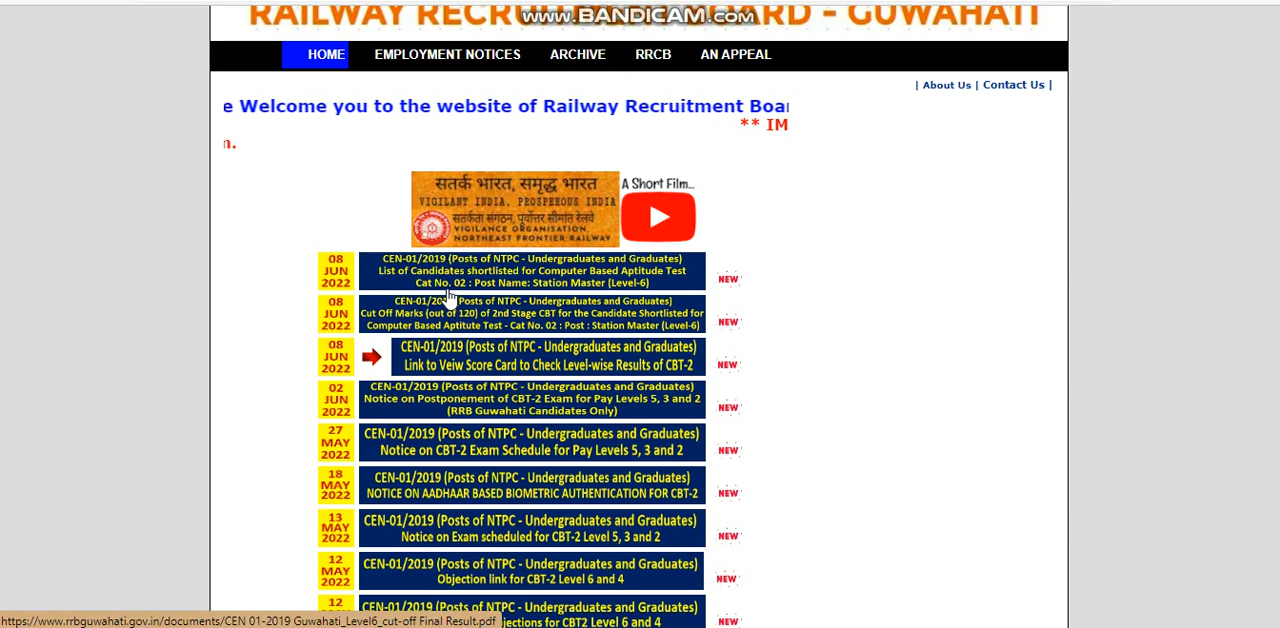 RAILWAY RECRU BOARD - GUWAHATI
www.BANDICAM.com
HOME EMPLOYMENT NOTICES ARCHIVE RRCB AN APPEAL
| About Us | Contact Us |
e Welcome you to the website of Railway Recruitment Boar
** IM
n.
सतर्क भारत, समृद्ध भारत
VIGILANT INDIA, PROSPEROUS INDIA
सतर्कता संगठन, पूर्वोत्तर सीमांत रेलवे
VIGILANCE ORGANISATION,
NORTHEAST FRONTIER RAILWAY
A Short Film...
08 JUN 2022
CEN-01/2019 (Posts of NTPC - Undergraduates and Graduates)
List of Candidates shortlisted for Computer Based Aptitude Test
Cat No. 02 : Post Name: Station Master (Level-6)
NEW
08 JUN 2022
CEN-01/20 Posts of NTPC - Undergraduates and Graduates)
Cut Off Marks (out of 120) of 2nd Stage CBT for the Candidate Shortlisted for
Computer Based Aptitute Test - Cat No. 02 : Post : Station Master (Level-6)
NEW
08 JUN 2022
CEN-01/2019 (Posts of NTPC - Undergraduates and Graduates)
Link to Veiw Score Card to Check Level-wise Results of CBT-2
NEW
02 JUN 2022
CEN-01/2019 (Posts of NTPC - Undergraduates and Graduates)
Notice on Postponement of CBT-2 Exam for Pay Levels 5, 3 and 2
(RRB Guwahati Candidates Only)
NEW
27 MAY 2022
CEN-01/2019 (Posts of NTPC - Undergraduates and Graduates)
Notice on CBT-2 Exam Schedule for Pay Levels 5, 3 and 2
NEW
18 MAY 2022
CEN-01/2019 (Posts of NTPC - Undergraduates and Graduates)
NOTICE ON AADHAAR BASED BIOMETRIC AUTHENTICATION FOR CBT-2
NEW
13 MAY 2022
CEN-01/2019 (Posts of NTPC - Undergraduates and Graduates)
Notice on Exam scheduled for CBT-2 Level 5, 3 and 2
NEW
12 MAY 2022
CEN-01/2019 (Posts of NTPC - Undergraduates and Graduates)
Objection link for CBT-2 Level 6 and 4
NEW
12
CEN-01/2019 (Posts of NTPC - Undergraduates and Graduates)
jections for CBT2 Level 6 and 4
NEW
https://www.rrbguwahati.gov.in/documents/CEN 01-2019 Guwahati_Level6_cut-off Final Result.pdf